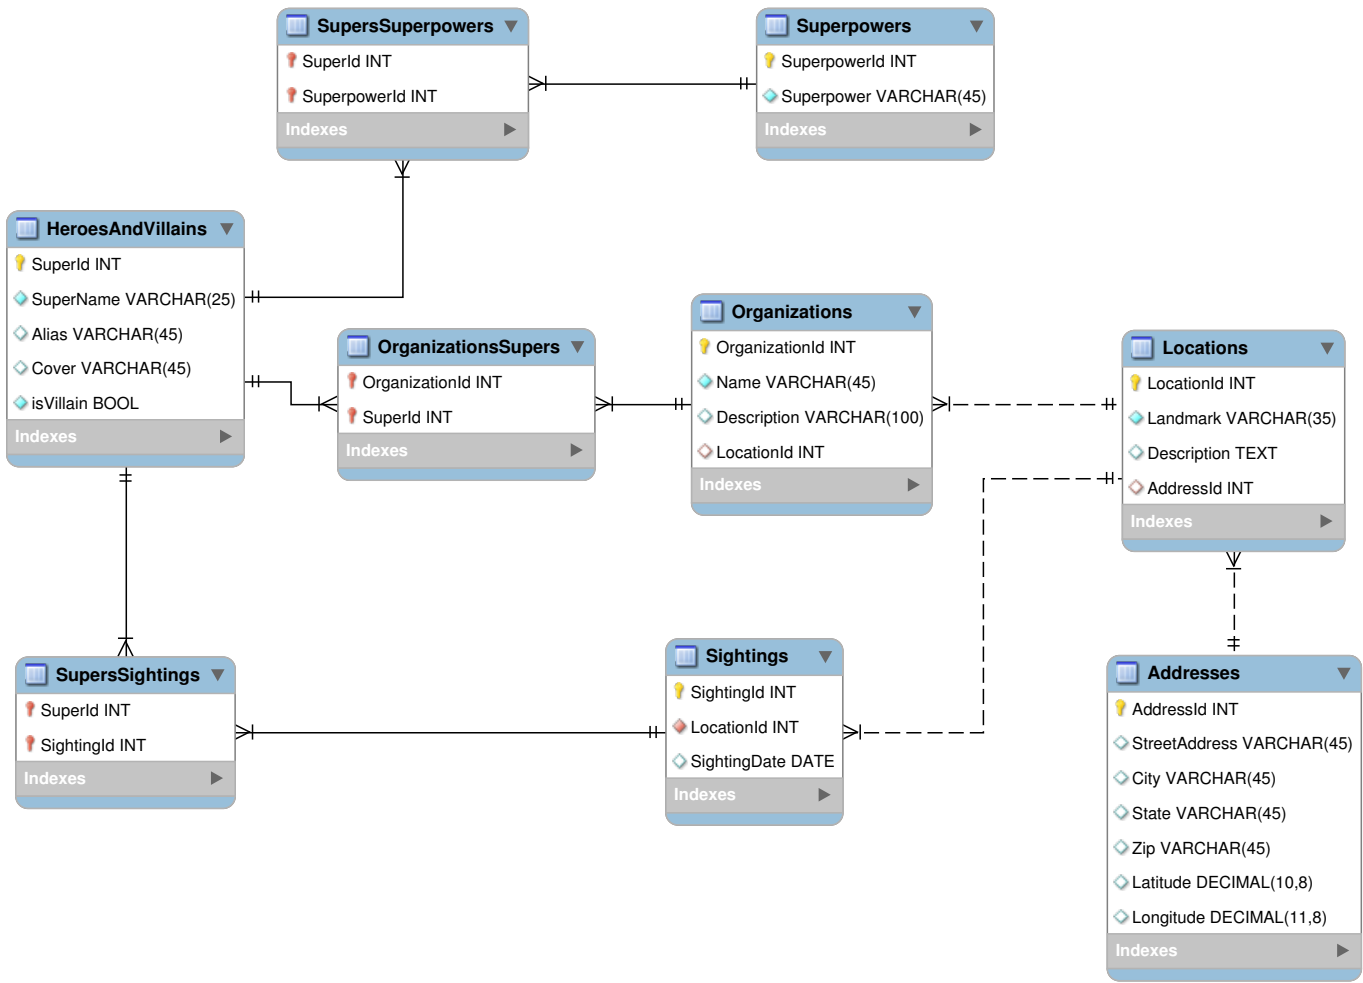 SupersSuperpowers
SuperId INT
SuperpowerId INT
Indexes
Superpowers
SuperpowerId INT
Superpower VARCHAR(45)
Indexes
HeroesAndVillains
SuperId INT
SuperName VARCHAR(25)
Alias VARCHAR(45)
Cover VARCHAR(45)
isVillain BOOL
Indexes
OrganizationsSupers
OrganizationId INT
SuperId INT
Indexes
Organizations
OrganizationId INT
Name VARCHAR(45)
Description VARCHAR(100)
LocationId INT
Indexes
Locations
LocationId INT
Landmark VARCHAR(35)
Description TEXT
AddressId INT
Indexes
SupersSightings
SuperId INT
SightingId INT
Indexes
Sightings
SightingId INT
LocationId INT
SightingDate DATE
Indexes
Addresses
AddressId INT
StreetAddress VARCHAR(45)
City VARCHAR(45)
State VARCHAR(45)
Zip VARCHAR(45)
Latitude DECIMAL(10,8)
Longitude DECIMAL(11,8)
Indexes